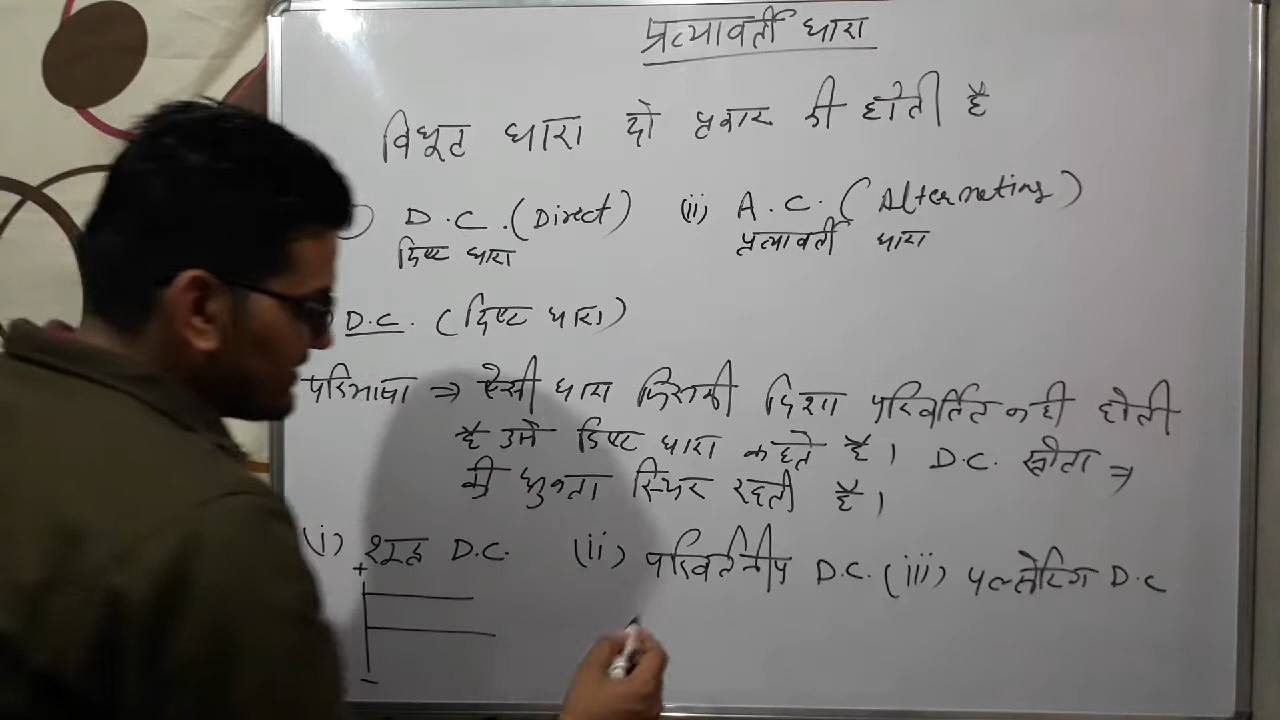 प्रत्यावर्ती धारा
विधूट धारा दो प्रकार की होती है
D.C. (Direct) (ii) A.C. (Alternating)
दिष्ट धारा प्रत्यावर्ती धारा
D.C. (दिष्ट धारा)
परिभाषा ⇒ ऐसी धारा जिसकी दिशा परिवर्तित नही होती
है उसे दिष्ट धारा कहते है। D.C. स्त्रोता ⇒
की ध्रुवता स्थिर रहती है।
(i) शुद्ध D.C. (ii) परिवर्तनीय D.C. (iii) पल्सेटिंग D.C
+
-